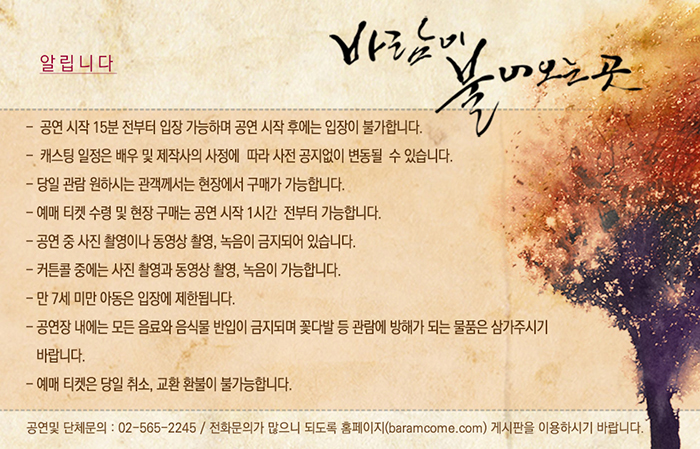 바람이
불어오는 곳
알립니다
- 공연 시작 15분 전부터 입장 가능하며 공연 시작 후에는 입장이 불가합니다.
- 캐스팅 일정은 배우 및 제작사의 사정에 따라 사전 공지없이 변동될 수 있습니다.
- 당일 관람 원하시는 관객께서는 현장에서 구매가 가능합니다.
- 예매 티켓 수령 및 현장 구매는 공연 시작 1시간 전부터 가능합니다.
- 공연 중 사진 촬영이나 동영상 촬영, 녹음이 금지되어 있습니다.
- 커튼콜 중에는 사진 촬영과 동영상 촬영, 녹음이 가능합니다.
- 만 7세 미만 아동은 입장에 제한됩니다.
- 공연장 내에는 모든 음료와 음식물 반입이 금지되며 꽃다발 등 관람에 방해가 되는 물품은 삼가주시기
바랍니다.
- 예매 티켓은 당일 취소, 교환 환불이 불가능합니다.
공연및 단체문의 : 02-565-2245 / 전화문의가 많으니 되도록 홈페이지(baramcome.com) 게시판을 이용하시기 바랍니다.